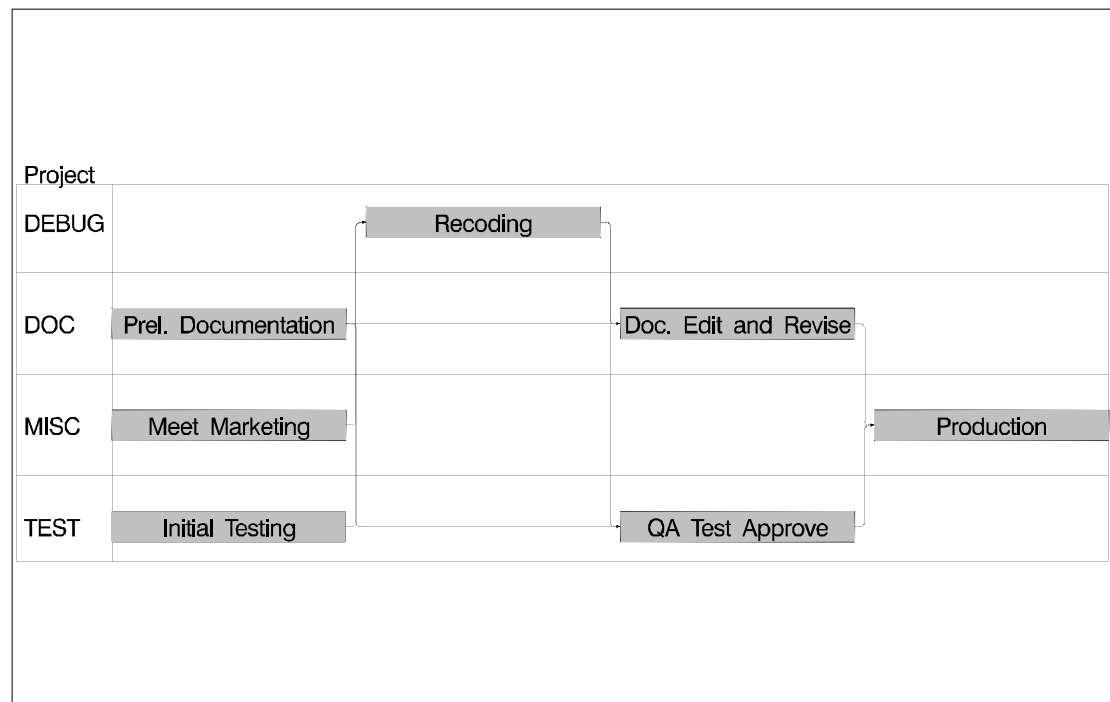 Project
DEBUG Recoding
DOC Prel. Documentation Doc. Edit and Revise
MISC Meet Marketing Production
TEST Initial Testing QA Test Approve